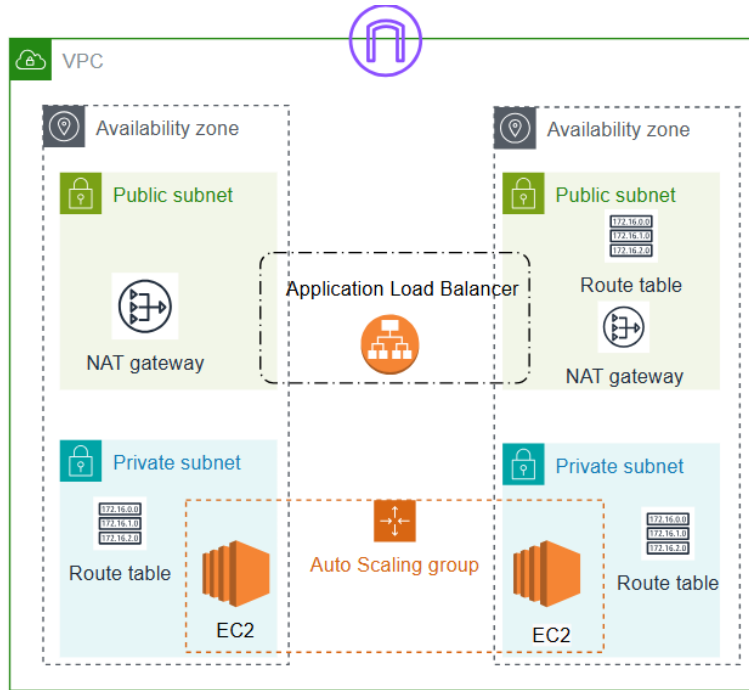 VPC
Availability zone
Availability zone
Public subnet
Public subnet
172.16.0.0
172.16.1.0
172.16.2.0
Route table
Application Load Balancer
NAT gateway
NAT gateway
Private subnet
Private subnet
172.16.0.0
172.16.1.0
172.16.2.0
Route table
Auto Scaling group
172.16.0.0
172.16.1.0
172.16.2.0
Route table
EC2
EC2